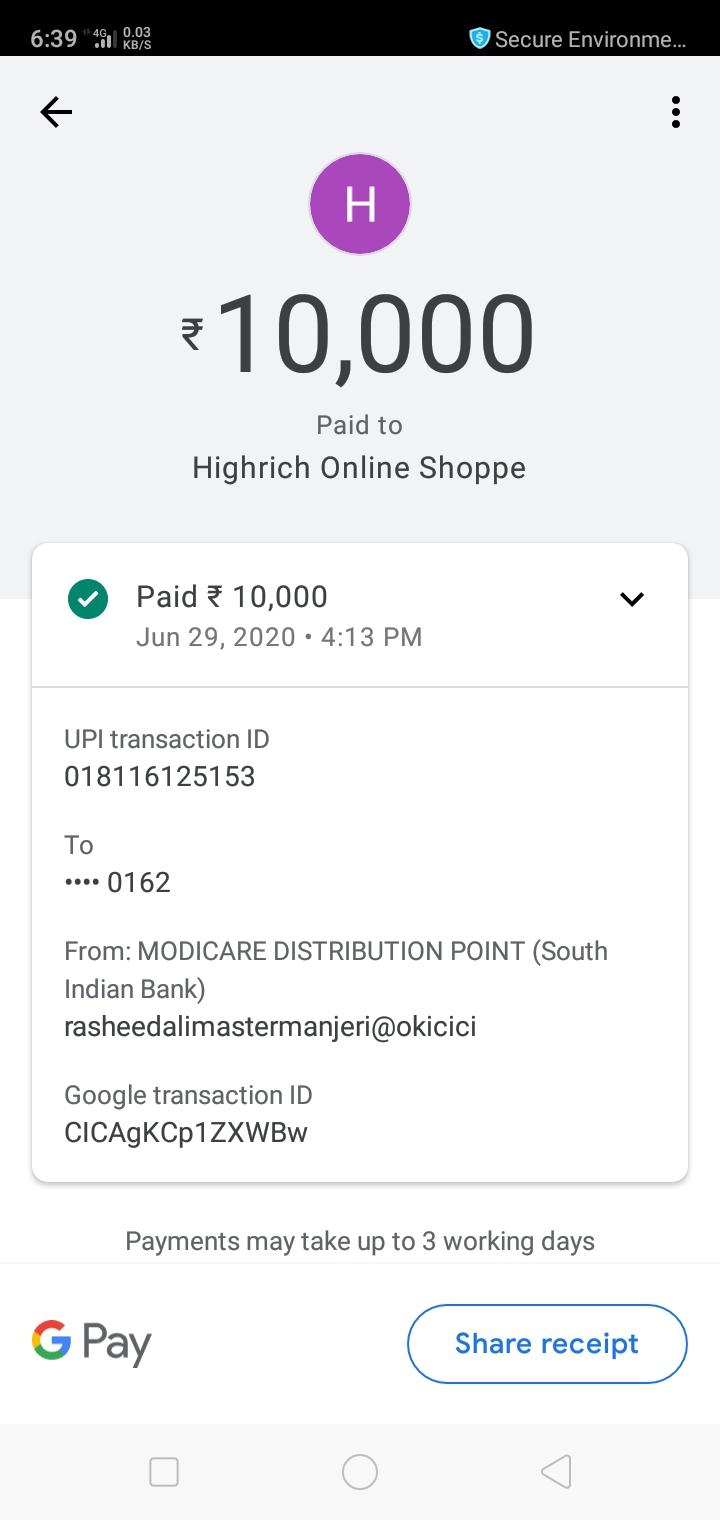 6:39 4G 0.03 KB/S Secure Environme...
H
₹10,000
Paid to
Highrich Online Shoppe
Paid ₹ 10,000
Jun 29, 2020 • 4:13 PM
UPI transaction ID
018116125153
To
•••• 0162
From: MODICARE DISTRIBUTION POINT (South
Indian Bank)
rasheedalimastermanjeri@okicici
Google transaction ID
CICAgKCp1ZXWBw
Payments may take up to 3 working days
G Pay
Share receipt